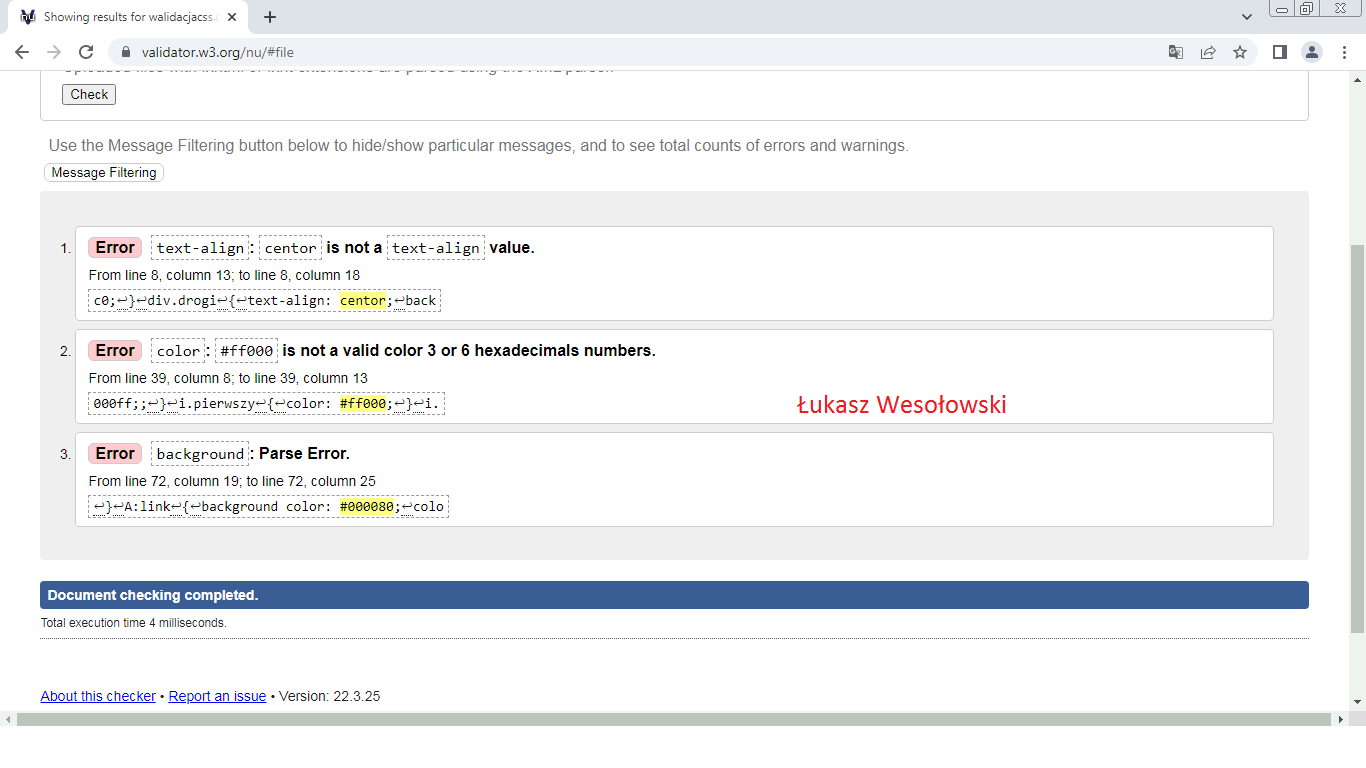 Showing results for walidacjacss.c
validator.w3.org/nu/#file
Check
Use the Message Filtering button below to hide/show particular messages, and to see total counts of errors and warnings.
Message Filtering
1. Error text-align: centor is not a text-align value.
From line 8, column 13; to line 8, column 18
c0;↩}↩div.drogi↩{↩text-align: centor;↩back
2. Error color: #ff000 is not a valid color 3 or 6 hexadecimals numbers.
From line 39, column 8; to line 39, column 13
000ff;;↩}↩i.pierwszy↩{↩color: #ff000;↩}↩i.
Łukasz Wesołowski
3. Error background: Parse Error.
From line 72, column 19; to line 72, column 25
↩}↩A:link↩{↩background color: #000080;↩colo
Document checking completed.
Total execution time 4 milliseconds.
About this checker • Report an issue • Version: 22.3.25